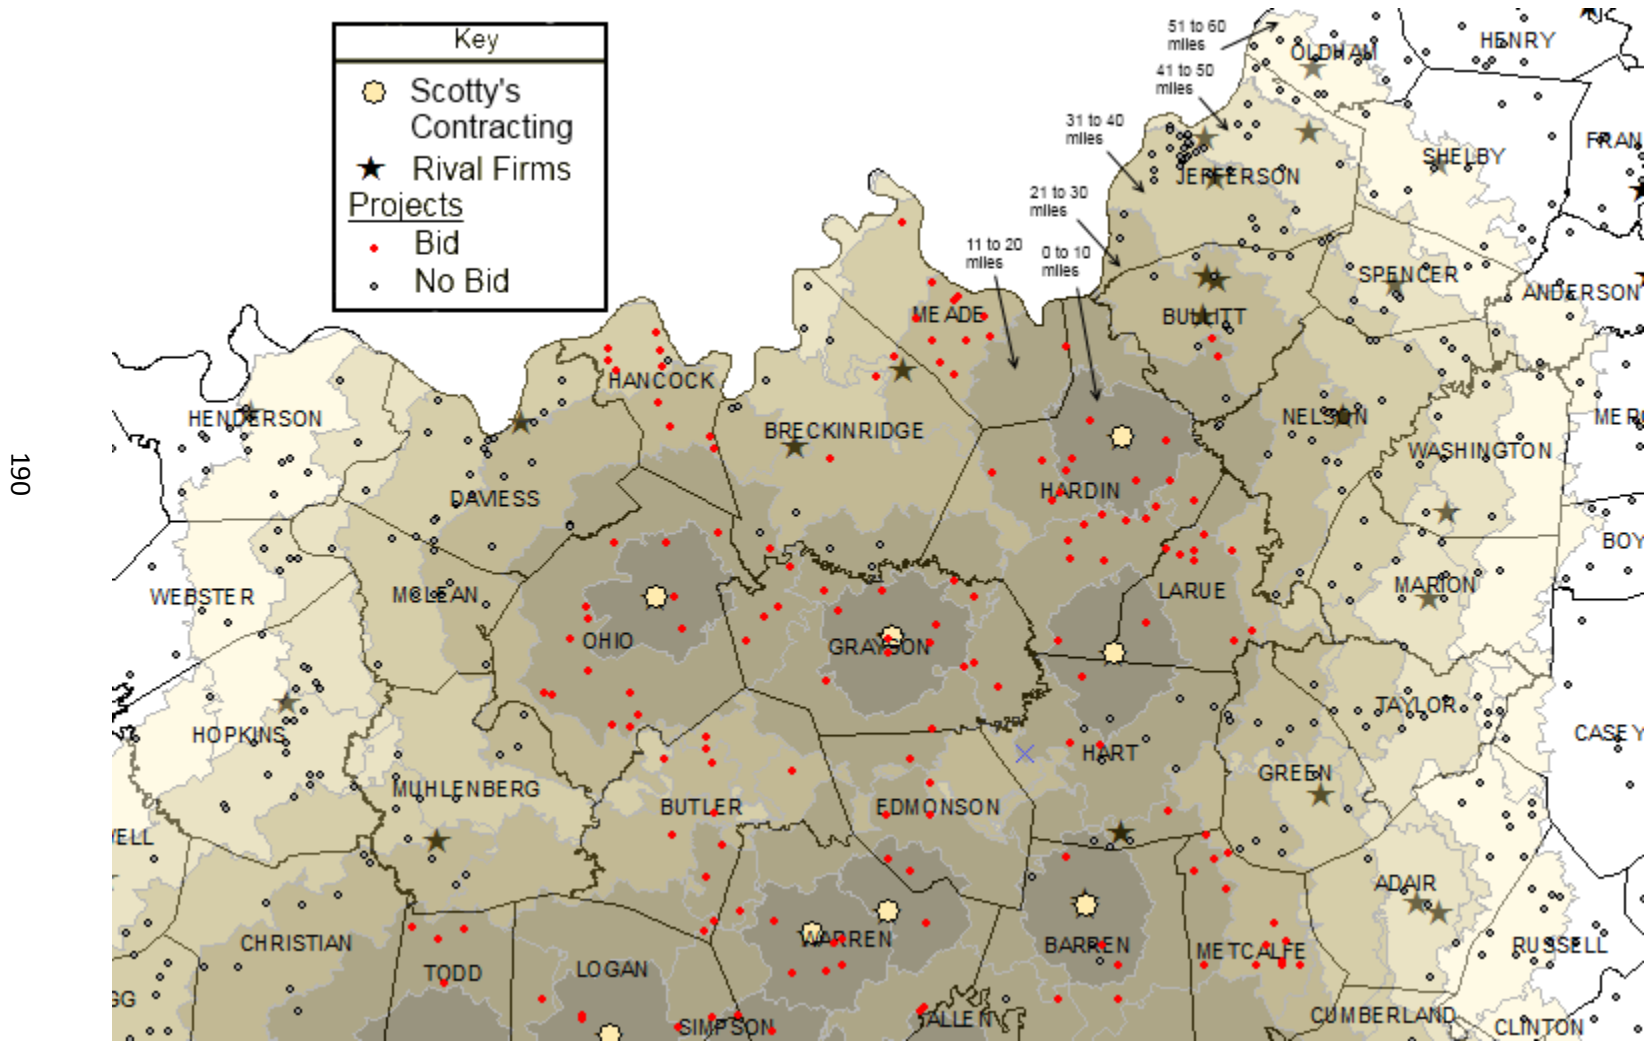 190
Key
Scotty's
Contracting
Rival Firms
Projects
Bid
No Bid
51 to 60
miles
41 to 50
miles
31 to 40
miles
21 to 30
miles
11 to 20
miles
0 to 10
miles
OLDHAM
HENRY
SHELBY
FRAN
JEFFERSON
SPENCER
ANDERSON
BULLITT
MEADE
HANCOCK
HENDERSON
BRECKINRIDGE
NELSON
MER
WASHINGTON
DAVIESS
HARDIN
BOY
WEBSTER
MCLEAN
LARUE
MARION
OHIO
GRAYSON
TAYLOR
HOPKINS
CASEY
HART
GREEN
MUHLENBERG
BUTLER
EDMONSON
ELL
ADAIR
CHRISTIAN
WARREN
BARREN
METCALFE
RUSSELL
TODD
LOGAN
GG
SIMPSON
ALLEN
CUMBERLAND
CLINTON